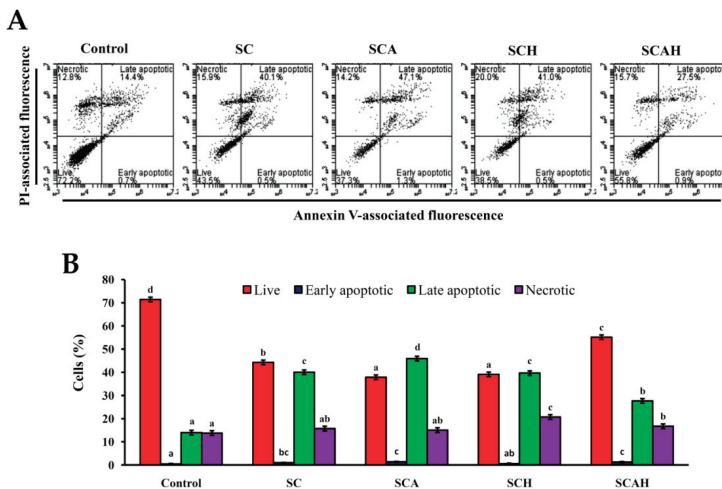 A
Control SC SCA SCH SCAH
Necrotic Late apoptotic Necrotic Late apoptotic Necrotic Late apoptotic Necrotic Late apoptotic Necrotic Late apoptotic
12.8% 14.4% 15.9% 40.1% 14.2% 47.1% 20.0% 41.0% 15.7% 27.5%
PI-associated fluorescence
Live Early apoptotic Live Early apoptotic Live Early apoptotic Live Early apoptotic Live Early apoptotic
72.2% 0.7% 43.5% 0.5% 37.3% 1.3% 38.5% 0.5% 55.8% 0.9%
Annexin V-associated fluorescence
B
Live Early apoptotic Late apoptotic Necrotic
Cells (%)
80
70
60
50
40
30
20
10
0
d a a a
b bc c ab
a c d ab
a ab c c
c c b b
Control SC SCA SCH SCAH